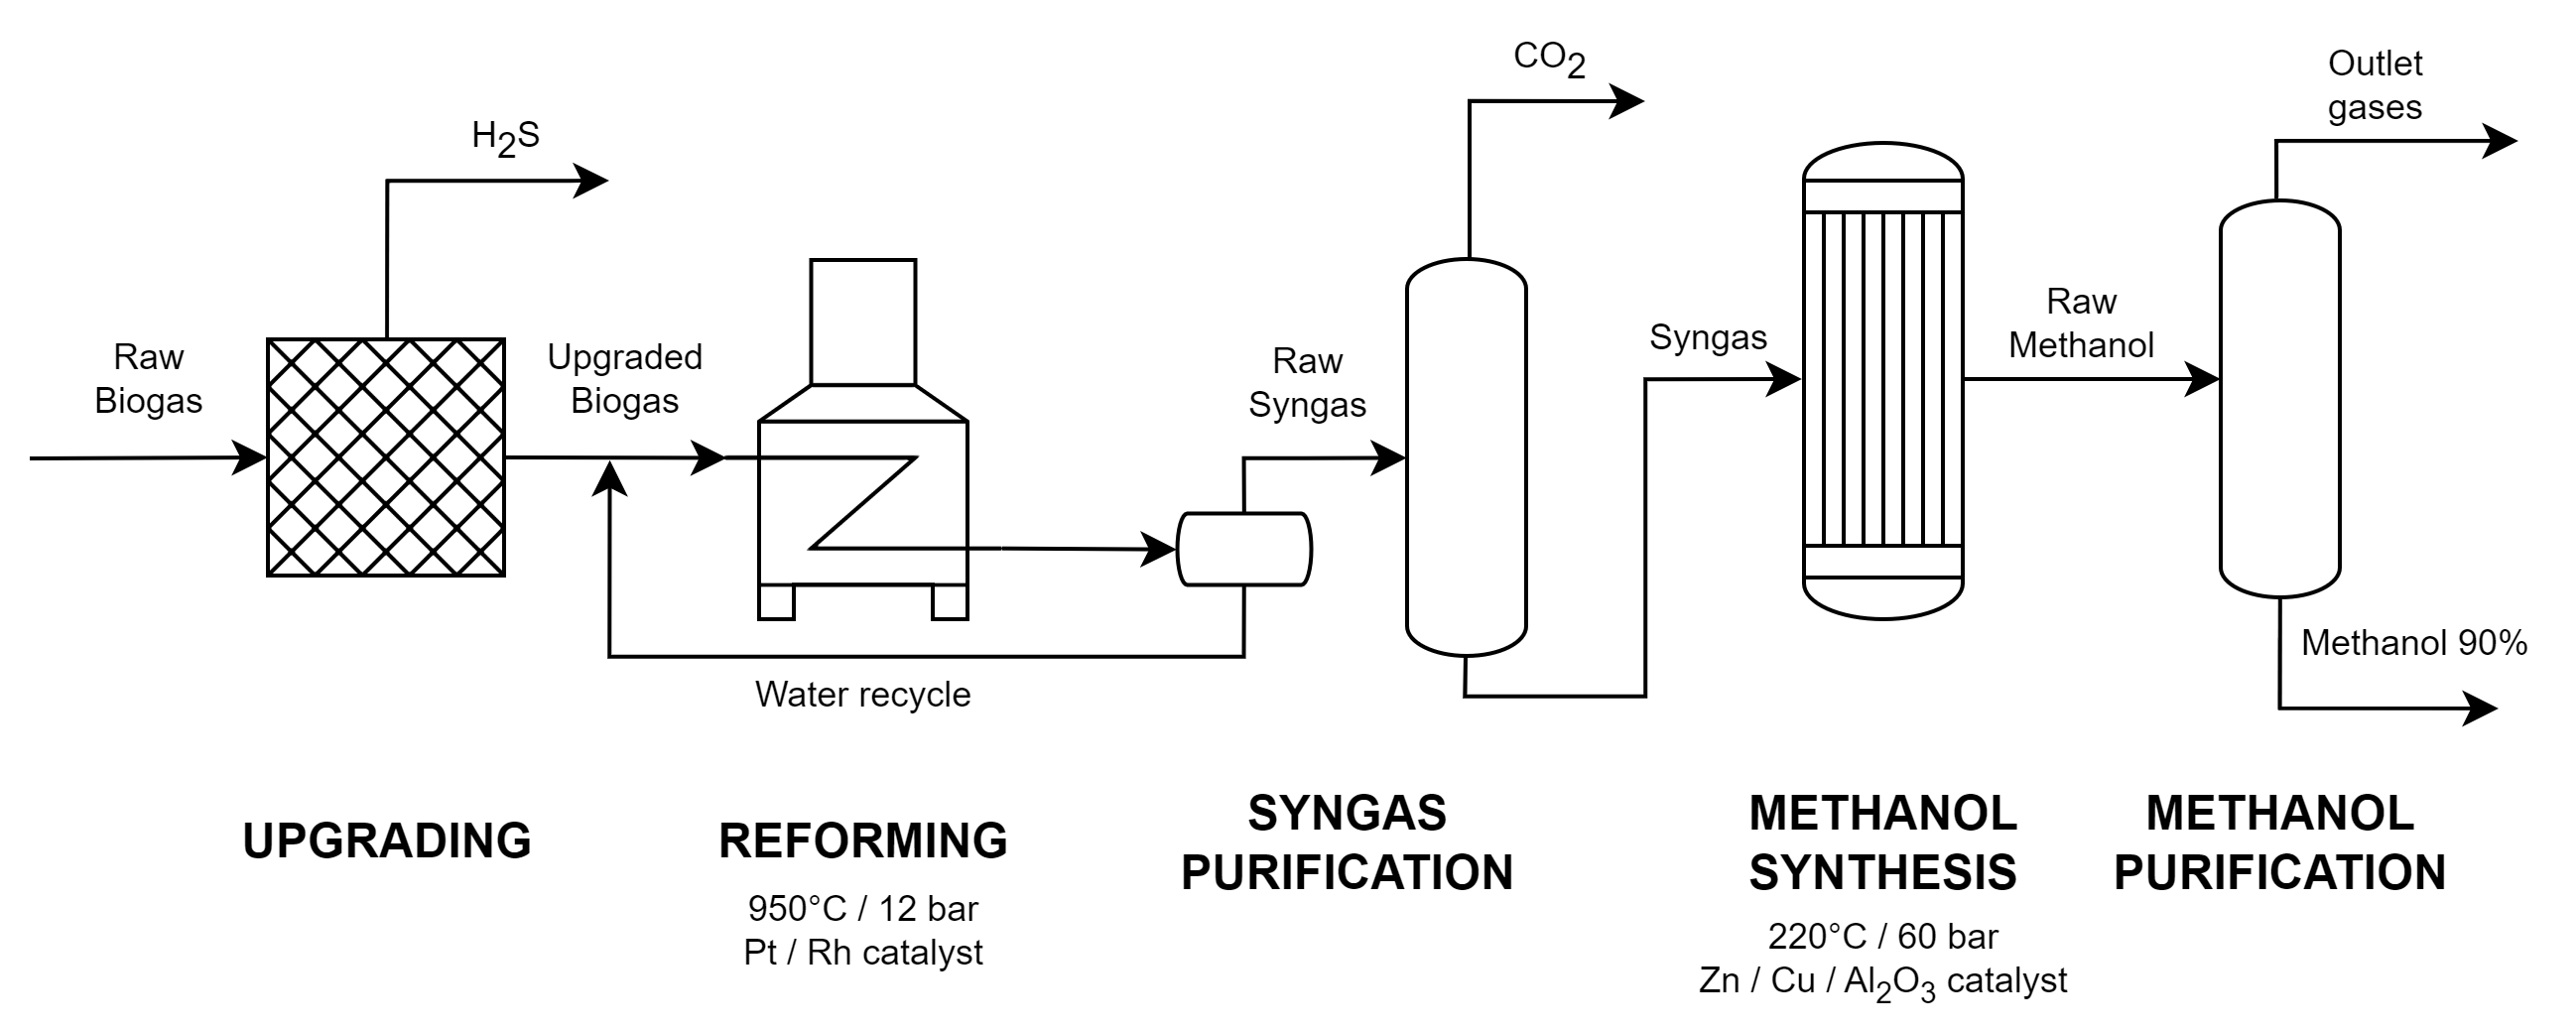 CO2
Outlet
gases
H2S
Raw
Biogas
Upgraded
Biogas
Raw
Syngas
Syngas
Raw
Methanol
Methanol 90%
Water recycle
UPGRADING
REFORMING
950°C / 12 bar
Pt / Rh catalyst
SYNGAS
PURIFICATION
METHANOL
SYNTHESIS
220°C / 60 bar
Zn / Cu / Al2O3 catalyst
METHANOL
PURIFICATION